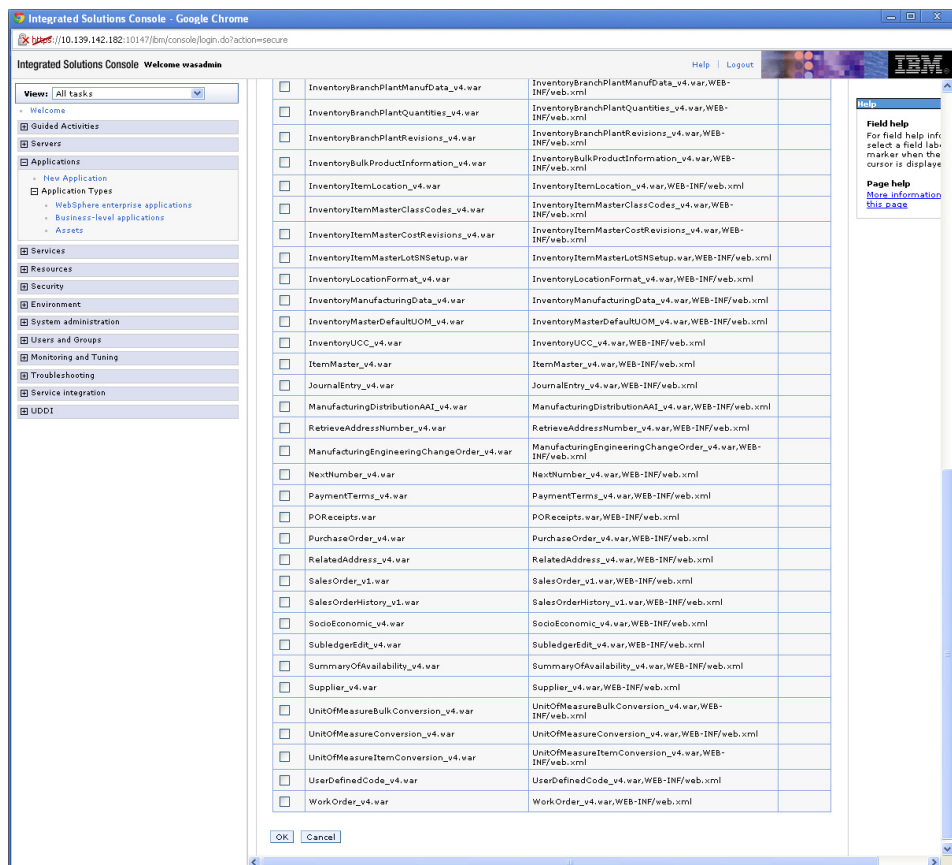 Integrated Solutions Console - Google Chrome
https://10.139.142.182:10147/ibm/console/login.do?action=secure
Integrated Solutions Console Welcome wasadmin
Help | Logout
IBM.
View: All tasks
Welcome
Guided Activities
Servers
Applications
New Application
Application Types
WebSphere enterprise applications
Business-level applications
Assets
Services
Resources
Security
Environment
System administration
Users and Groups
Monitoring and Tuning
Troubleshooting
Service integration
UDDI
InventoryBranchPlantManufData_v4.war InventoryBranchPlantManufData_v4.war,WEB-
INF/web.xml
InventoryBranchPlantQuantities_v4.war InventoryBranchPlantQuantities_v4.war,WEB-
INF/web.xml
InventoryBranchPlantRevisions_v4.war InventoryBranchPlantRevisions_v4.war,WEB-
INF/web.xml
InventoryBulkProductInformation_v4.war InventoryBulkProductInformation_v4.war,WEB-
INF/web.xml
InventoryItemLocation_v4.war InventoryItemLocation_v4.war,WEB-INF/web.xml
InventoryItemMasterClassCodes_v4.war InventoryItemMasterClassCodes_v4.war,WEB-
INF/web.xml
InventoryItemMasterCostRevisions_v4.war InventoryItemMasterCostRevisions_v4.war,WEB-
INF/web.xml
InventoryItemMasterLotSNSetup.war InventoryItemMasterLotSNSetup.war,WEB-INF/web.xml
InventoryLocationFormat_v4.war InventoryLocationFormat_v4.war,WEB-INF/web.xml
InventoryManufacturingData_v4.war InventoryManufacturingData_v4.war,WEB-INF/web.xml
InventoryMasterDefaultUOM_v4.war InventoryMasterDefaultUOM_v4.war,WEB-INF/web.xml
InventoryUCC_v4.war InventoryUCC_v4.war,WEB-INF/web.xml
ItemMaster_v4.war ItemMaster_v4.war,WEB-INF/web.xml
JournalEntry_v4.war JournalEntry_v4.war,WEB-INF/web.xml
ManufacturingDistributionAAI_v4.war ManufacturingDistributionAAI_v4.war,WEB-INF/web.xml
RetrieveAddressNumber_v4.war RetrieveAddressNumber_v4.war,WEB-INF/web.xml
ManufacturingEngineeringChangeOrder_v4.war ManufacturingEngineeringChangeOrder_v4.war,WEB-
INF/web.xml
NextNumber_v4.war NextNumber_v4.war,WEB-INF/web.xml
PaymentTerms_v4.war PaymentTerms_v4.war,WEB-INF/web.xml
POReceipts.war POReceipts.war,WEB-INF/web.xml
PurchaseOrder_v4.war PurchaseOrder_v4.war,WEB-INF/web.xml
RelatedAddress_v4.war RelatedAddress_v4.war,WEB-INF/web.xml
SalesOrder_v1.war SalesOrder_v1.war,WEB-INF/web.xml
SalesOrderHistory_v1.war SalesOrderHistory_v1.war,WEB-INF/web.xml
SocioEconomic_v4.war SocioEconomic_v4.war,WEB-INF/web.xml
SubledgerEdit_v4.war SubledgerEdit_v4.war,WEB-INF/web.xml
SummaryOfAvailability_v4.war SummaryOfAvailability_v4.war,WEB-INF/web.xml
Supplier_v4.war Supplier_v4.war,WEB-INF/web.xml
UnitOfMeasureBulkConversion_v4.war UnitOfMeasureBulkConversion_v4.war,WEB-
INF/web.xml
UnitOfMeasureConversion_v4.war UnitOfMeasureConversion_v4.war,WEB-INF/web.xml
UnitOfMeasureItemConversion_v4.war UnitOfMeasureItemConversion_v4.war,WEB-
INF/web.xml
UserDefinedCode_v4.war UserDefinedCode_v4.war,WEB-INF/web.xml
WorkOrder_v4.war WorkOrder_v4.war,WEB-INF/web.xml
OK Cancel
Help
Field help
For field help info
select a field lab
marker when the
cursor is displaye
Page help
More information
this page